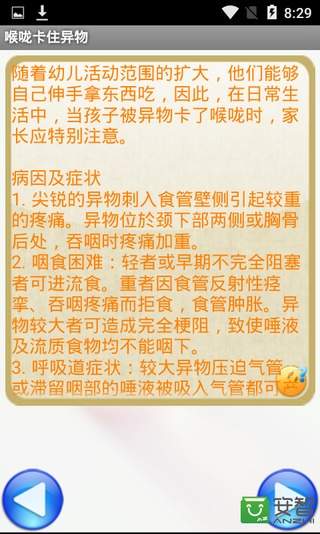 8:29
喉咙卡住异物
随着幼儿活动范围的扩大，他们能够
自己伸手拿东西吃，因此，在日常生
活中，当孩子被异物卡了喉咙时，家
长应特别注意。
病因及症状
1. 尖锐的异物刺入食管壁侧引起较重
的疼痛。异物位於颈下部两侧或胸骨
后处，吞咽时疼痛加重。
2. 咽食困难：轻者或早期不完全阻塞
者可进流食。重者因食管反射性痉
挛、吞咽疼痛而拒食，食管肿胀。异
物较大者可造成完全梗阻，致使唾液
及流质食物均不能咽下。
3. 呼吸道症状：较大异物压迫气管
或滞留咽部的唾液被吸入气管都可
安智
ANZHI